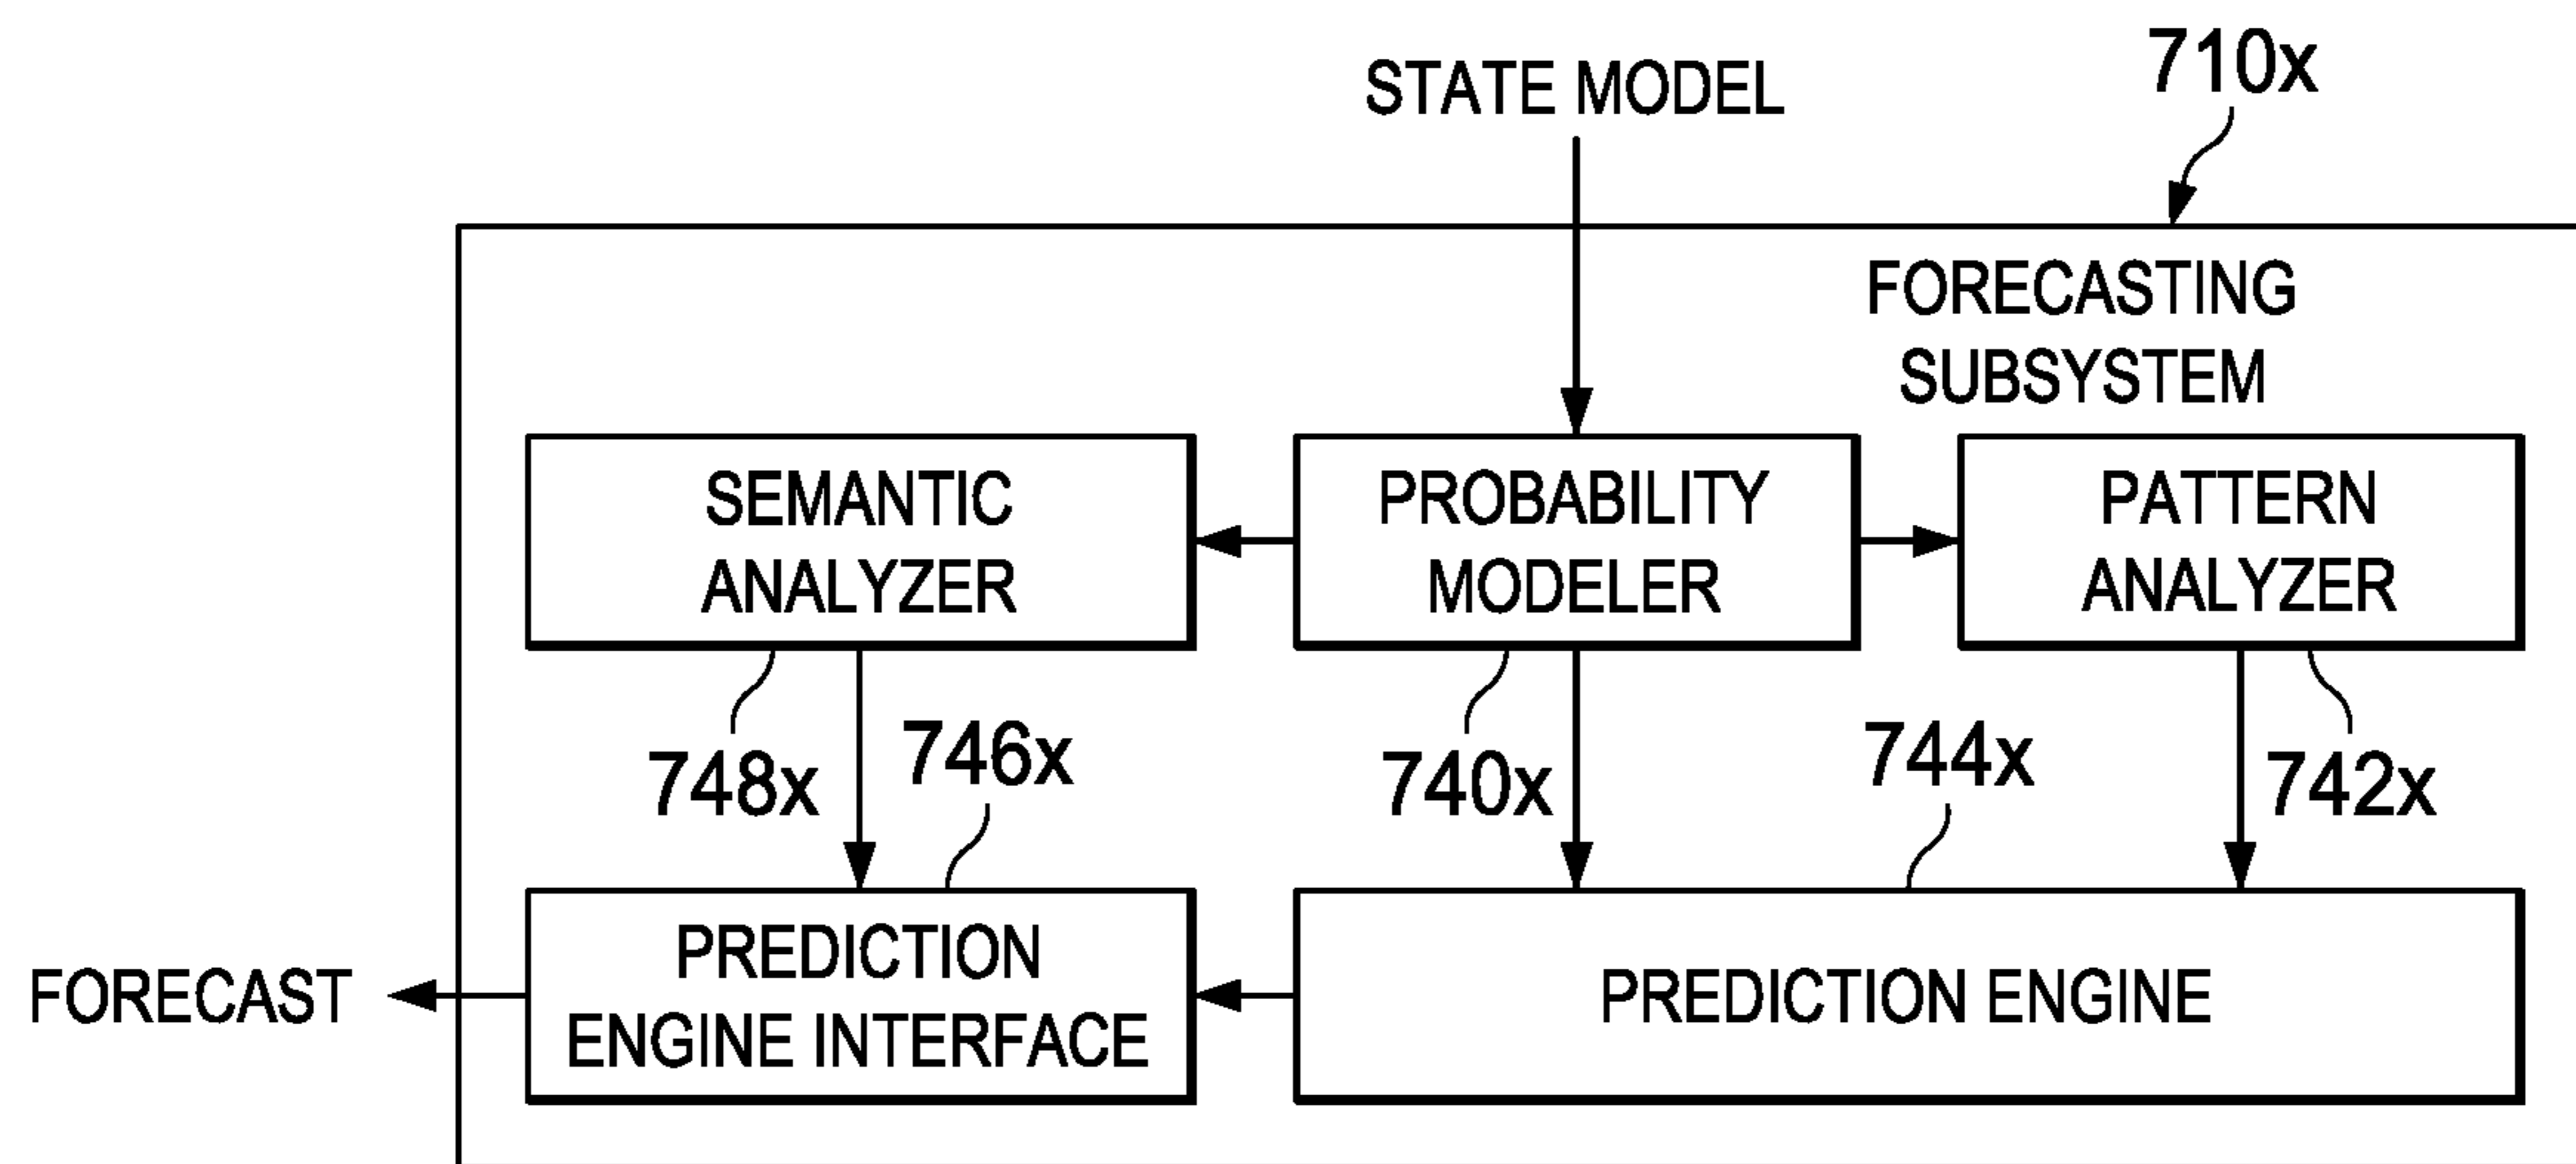 STATE MODEL
710x
FORECASTING
SUBSYSTEM
SEMANTIC
ANALYZER
PROBABILITY
MODELER
PATTERN
ANALYZER
748x
746x
740x
744x
742x
FORECAST
PREDICTION
ENGINE INTERFACE
PREDICTION ENGINE